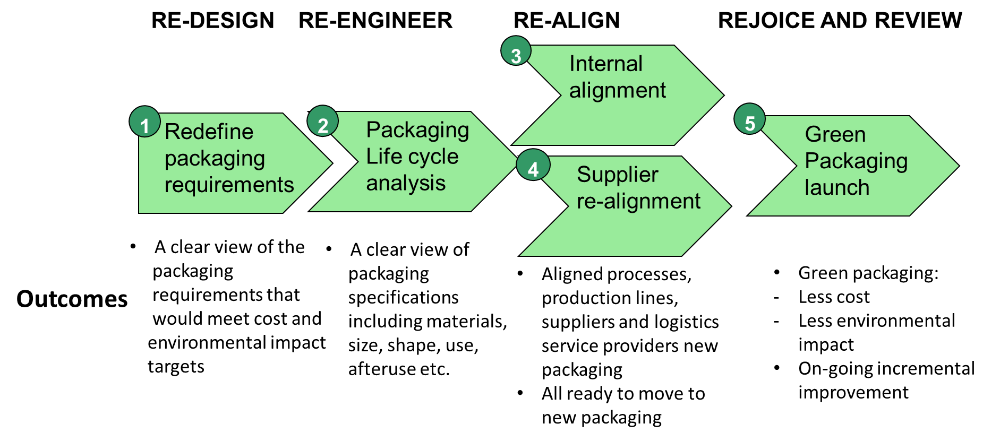 RE-DESIGN
RE-ENGINEER
RE-ALIGN
REJOICE AND REVIEW
1
Redefine
packaging
requirements
2
Packaging
Life cycle
analysis
3
Internal
alignment
4
Supplier
re-alignment
5
Green
Packaging
launch
Outcomes
• A clear view of the
packaging
requirements that
would meet cost and
environmental impact
targets
• A clear view of
packaging
specifications
including materials,
size, shape, use,
afteruse etc.
• Aligned processes,
production lines,
suppliers and logistics
service providers new
packaging
• All ready to move to
new packaging
• Green packaging:
- Less cost
- Less environmental
impact
• On-going incremental
improvement